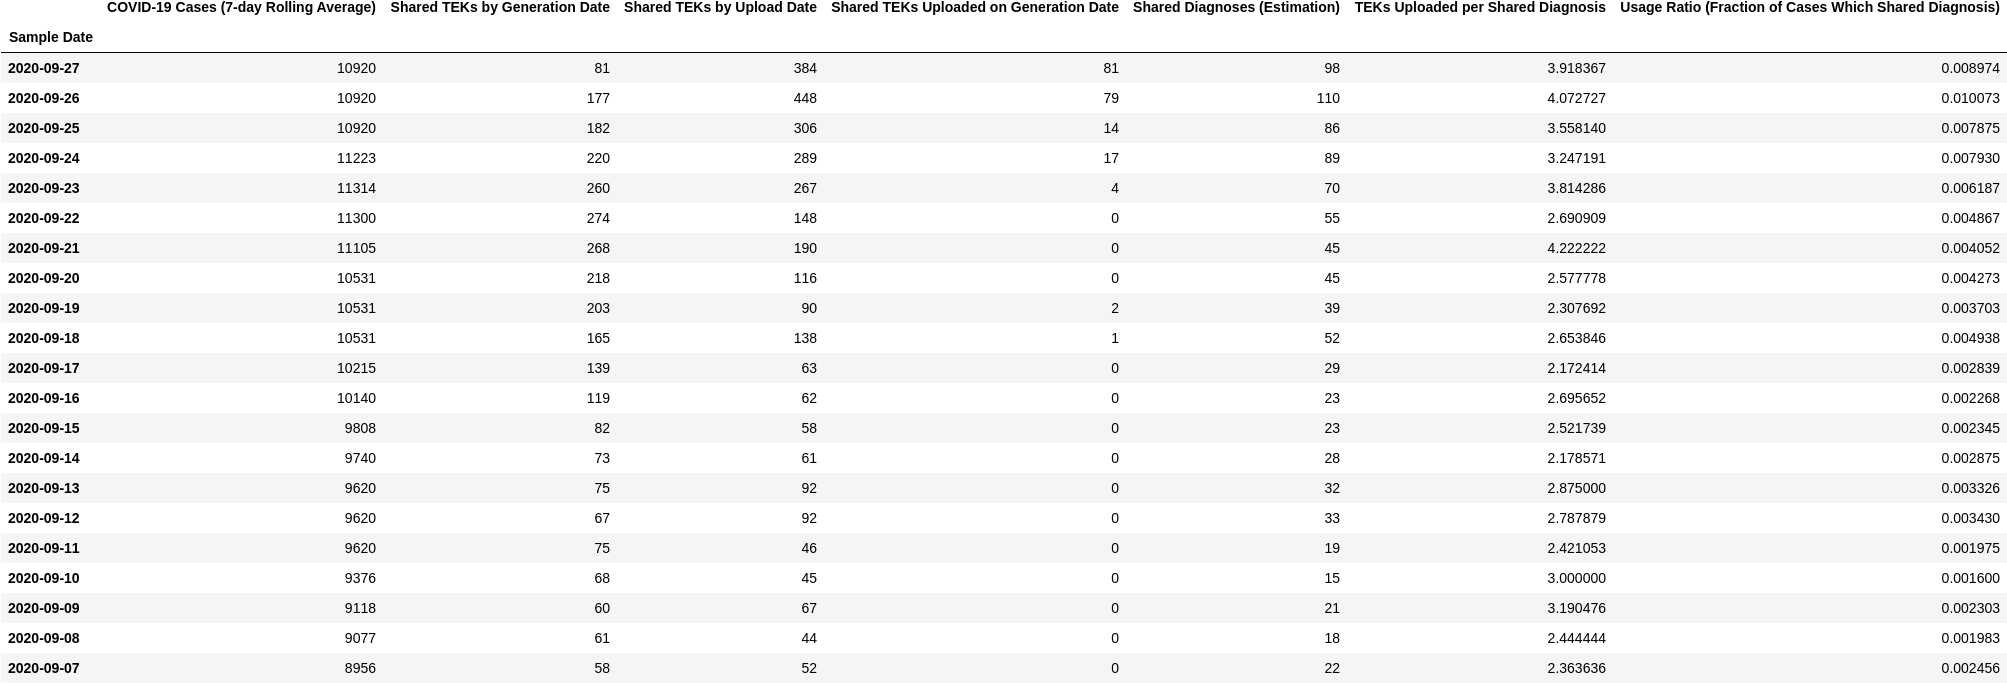 COVID-19 Cases (7-day Rolling Average) Shared TEKs by Generation Date Shared TEKs by Upload Date Shared TEKs Uploaded on Generation Date Shared Diagnoses (Estimation) TEKs Uploaded per Shared Diagnosis Usage Ratio (Fraction of Cases Which Shared Diagnosis)
Sample Date
2020-09-27 10920 81 384 81 98 3.918367 0.008974
2020-09-26 10920 177 448 79 110 4.072727 0.010073
2020-09-25 10920 182 306 14 86 3.558140 0.007875
2020-09-24 11223 220 289 17 89 3.247191 0.007930
2020-09-23 11314 260 267 4 70 3.814286 0.006187
2020-09-22 11300 274 148 0 55 2.690909 0.004867
2020-09-21 11105 268 190 0 45 4.222222 0.004052
2020-09-20 10531 218 116 0 45 2.577778 0.004273
2020-09-19 10531 203 90 2 39 2.307692 0.003703
2020-09-18 10531 165 138 1 52 2.653846 0.004938
2020-09-17 10215 139 63 0 29 2.172414 0.002839
2020-09-16 10140 119 62 0 23 2.695652 0.002268
2020-09-15 9808 82 58 0 23 2.521739 0.002345
2020-09-14 9740 73 61 0 28 2.178571 0.002875
2020-09-13 9620 75 92 0 32 2.875000 0.003326
2020-09-12 9620 67 92 0 33 2.787879 0.003430
2020-09-11 9620 75 46 0 19 2.421053 0.001975
2020-09-10 9376 68 45 0 15 3.000000 0.001600
2020-09-09 9118 60 67 0 21 3.190476 0.002303
2020-09-08 9077 61 44 0 18 2.444444 0.001983
2020-09-07 8956 58 52 0 22 2.363636 0.002456